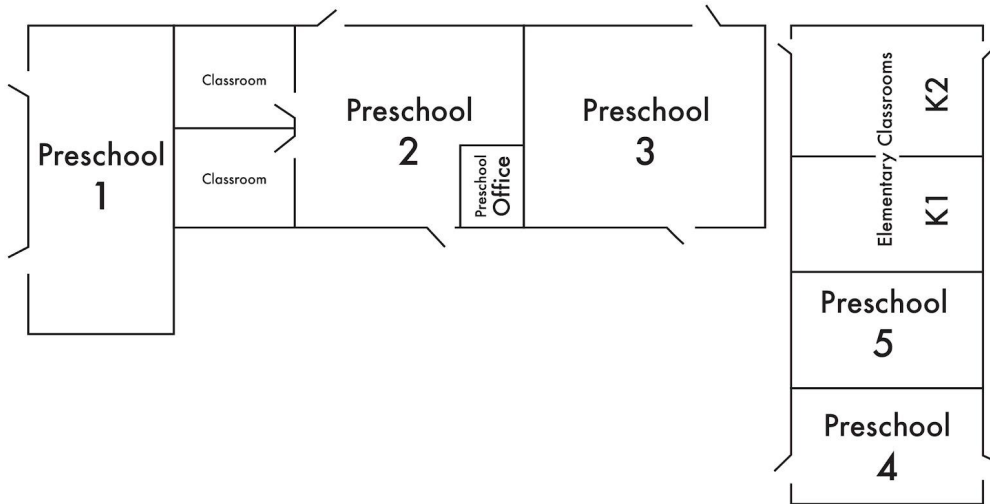 Preschool
1
Classroom
Classroom
Preschool
2
Preschool
Office
Preschool
3
Elementary Classrooms
K2
K1
Preschool
5
Preschool
4